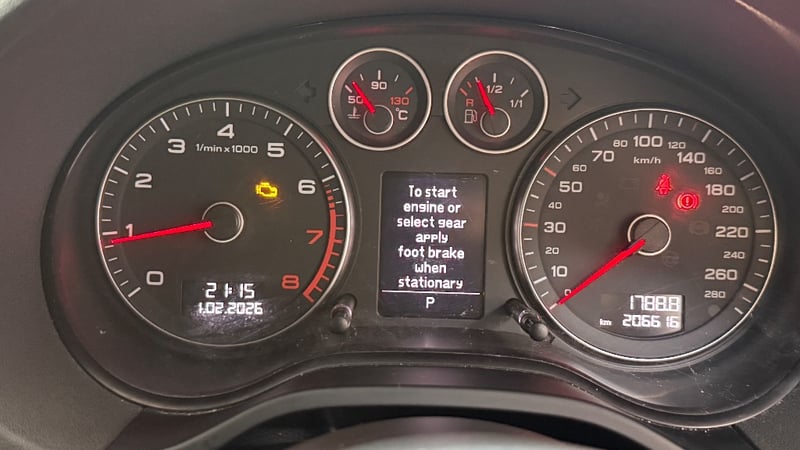 50 90 130 °C
R 1/2 1/1
0 1 2 3 4 5 6 7 8
1/min x 1000
21:15
1.02.2026
To start
engine or
select gear
apply
foot brake
when
stationary
P
0 10 20 30 40 50 60 70 80 100 120 140 160 180 200 220 240 260 280
km/h
1788.8
km 206616